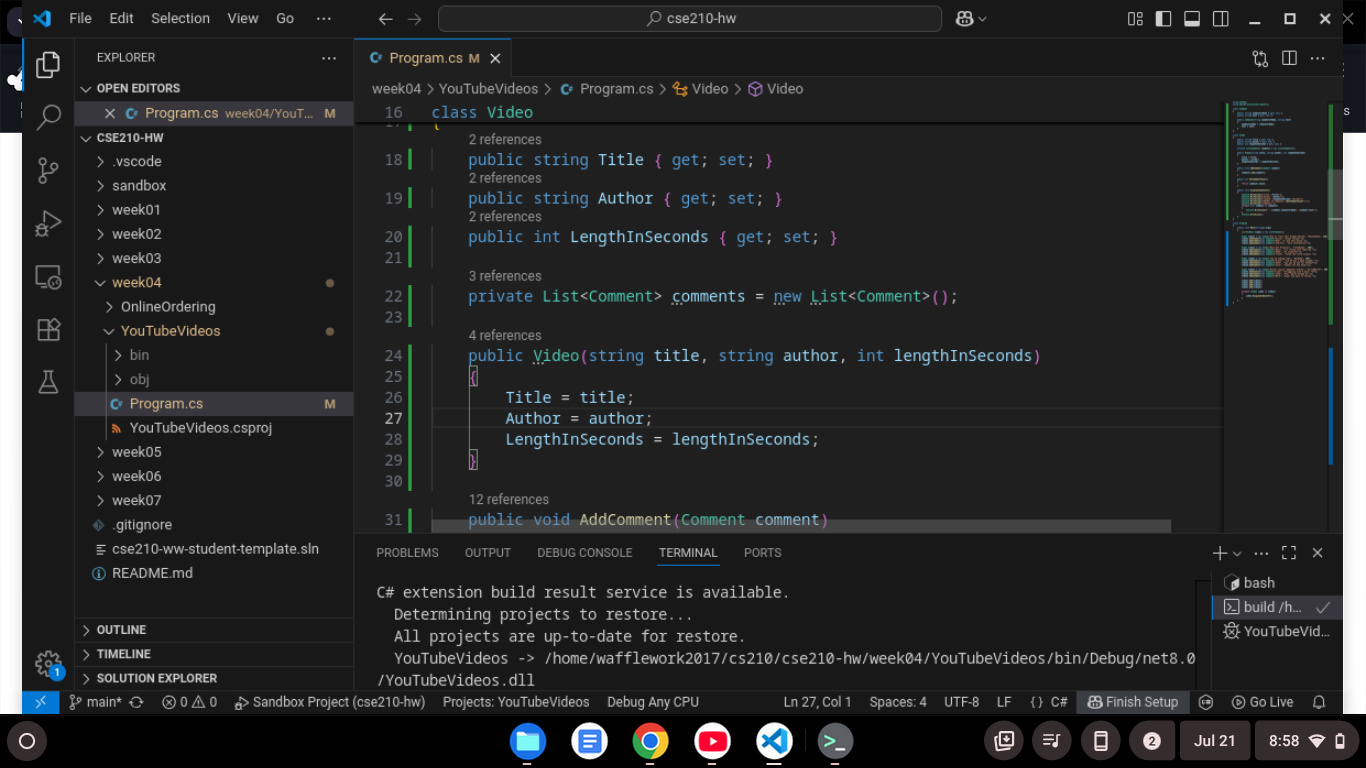 File Edit Selection View Go ··· cse210-hw
EXPLORER ···
OPEN EDITORS
Program.cs week04/YouT... M
CSE210-HW
.vscode
sandbox
week01
week02
week03
week04
OnlineOrdering
YouTubeVideos
bin
obj
Program.cs M
YouTubeVideos.csproj
week05
week06
week07
.gitignore
cse210-ww-student-template.sln
README.md
OUTLINE
TIMELINE
SOLUTION EXPLORER
1
Program.cs M
week04 > YouTubeVideos > Program.cs > Video > Video
16 class Video
17 {
2 references
18 public string Title { get; set; }
2 references
19 public string Author { get; set; }
2 references
20 public int LengthInSeconds { get; set; }
21
3 references
22 private List<Comment> comments = new List<Comment>();
23
4 references
24 public Video(string title, string author, int lengthInSeconds)
25 {
26 Title = title;
27 Author = author;
28 LengthInSeconds = lengthInSeconds;
29 }
30
12 references
31 public void AddComment(Comment comment)
PROBLEMS OUTPUT DEBUG CONSOLE TERMINAL PORTS
C# extension build result service is available.
Determining projects to restore...
All projects are up-to-date for restore.
YouTubeVideos -> /home/wafflework2017/cs210/cse210-hw/week04/YouTubeVideos/bin/Debug/net8.0
/YouTubeVideos.dll
bash
build /h...
YouTubeVid...
main* 0 0 Sandbox Project (cse210-hw) Projects: YouTubeVideos Debug Any CPU Ln 27, Col 1 Spaces: 4 UTF-8 LF {} C# Finish Setup Go Live
2 Jul 21 8:58